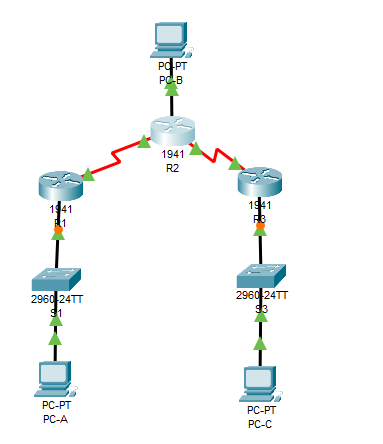 PC-PT
PC-B
1941
R2
1941
R1
1941
R3
2960-24TT
S1
2960-24TT
S3
PC-PT
PC-A
PC-PT
PC-C